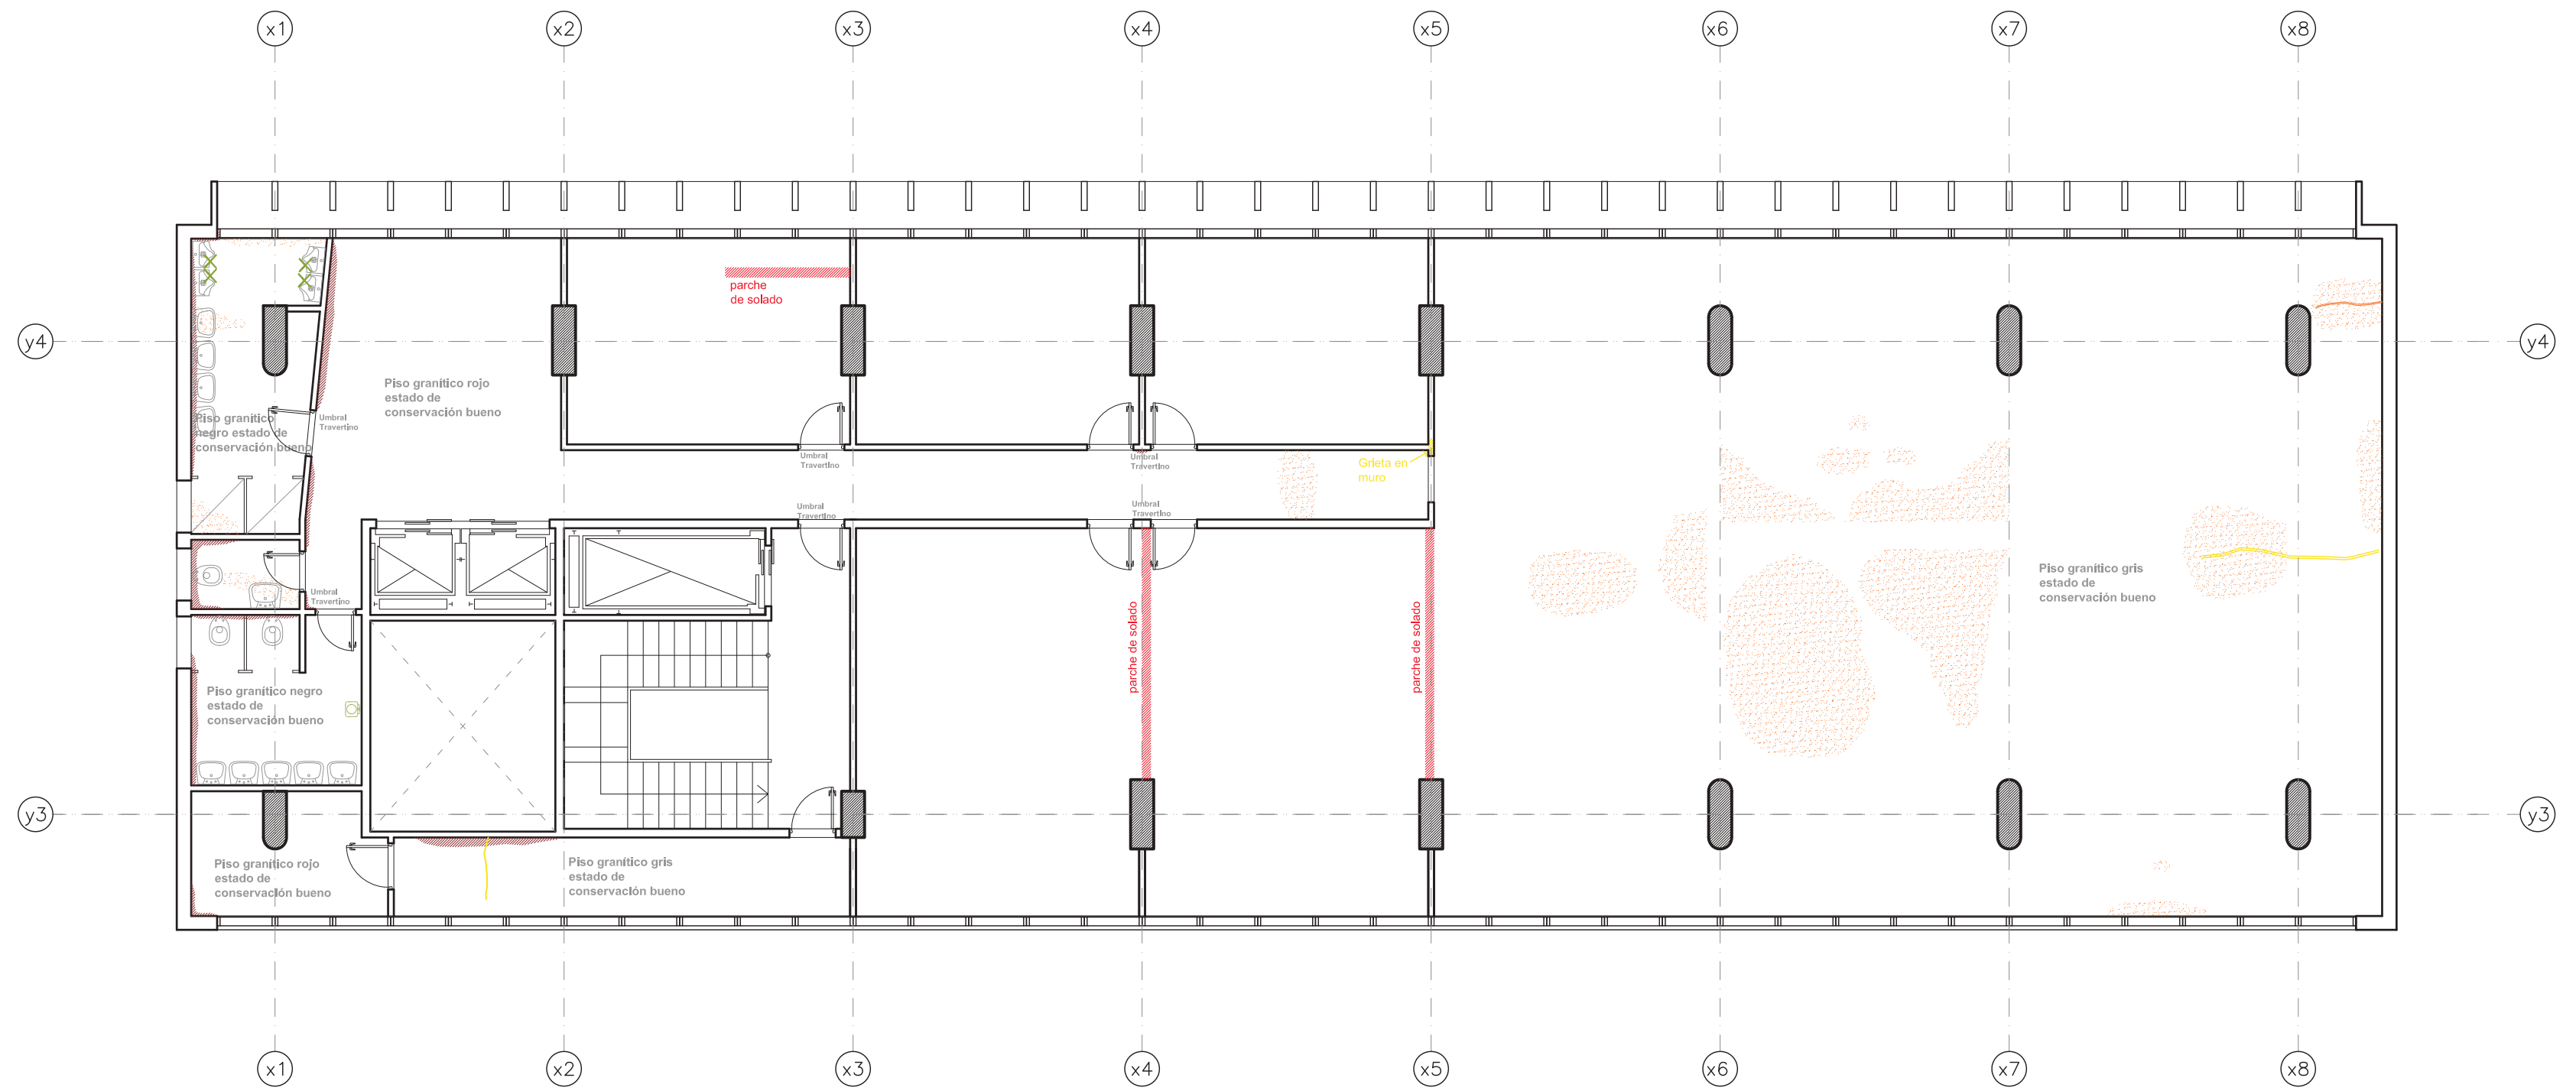 x1 x2 x3 x4 x5 x6 x7 x8
parche
de solado
y4 y4
Piso granítico rojo
estado de
conservación bueno
Piso granítico
negro estado de
conservación bueno
Umbral
Travertino
Umbral
Travertino
Umbral
Travertino
Grieta en
muro
Umbral
Travertino
Umbral
Travertino
Umbral
Travertino
Piso granítico gris
estado de
conservación bueno
parche de solado
parche de solado
Piso granítico negro
estado de
conservación bueno
y3 y3
Piso granítico rojo
estado de
conservación bueno
Piso granítico gris
estado de
conservación bueno
x1 x2 x3 x4 x5 x6 x7 x8